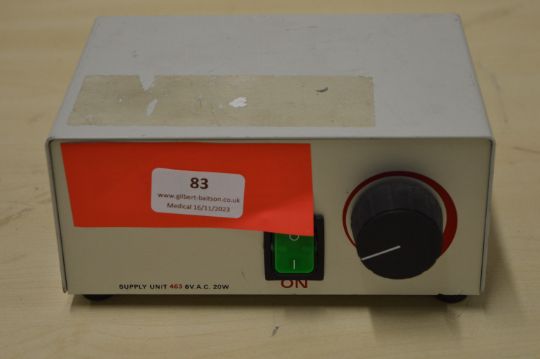 83
www.gilbert-baitson.co.uk
Medical 16/11/2023
O
I
ON
SUPPLY UNIT 463 6V A.C. 20W